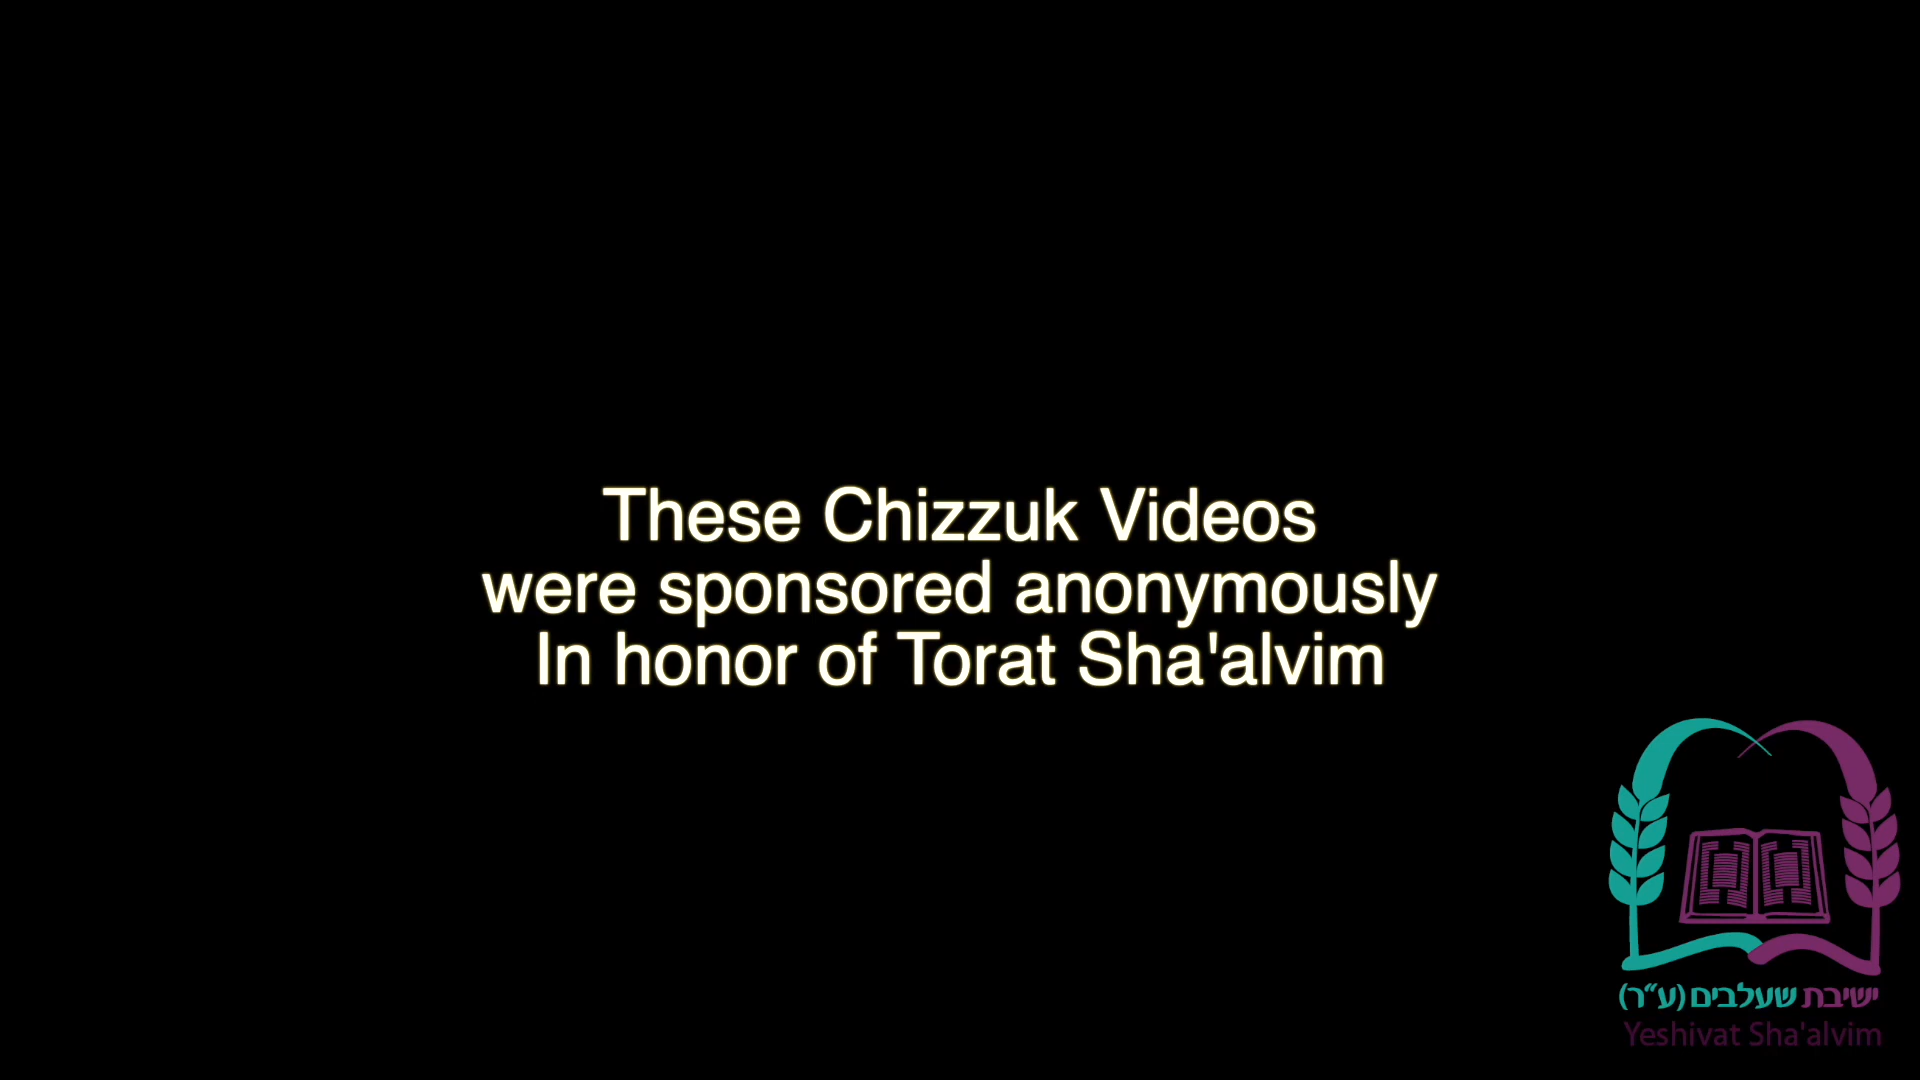 These Chizzuk Videos
were sponsored anonymously
In honor of Torat Sha'alvim
ישיבת שעלבים (ע״ר)
Yeshivat Sha'alvim